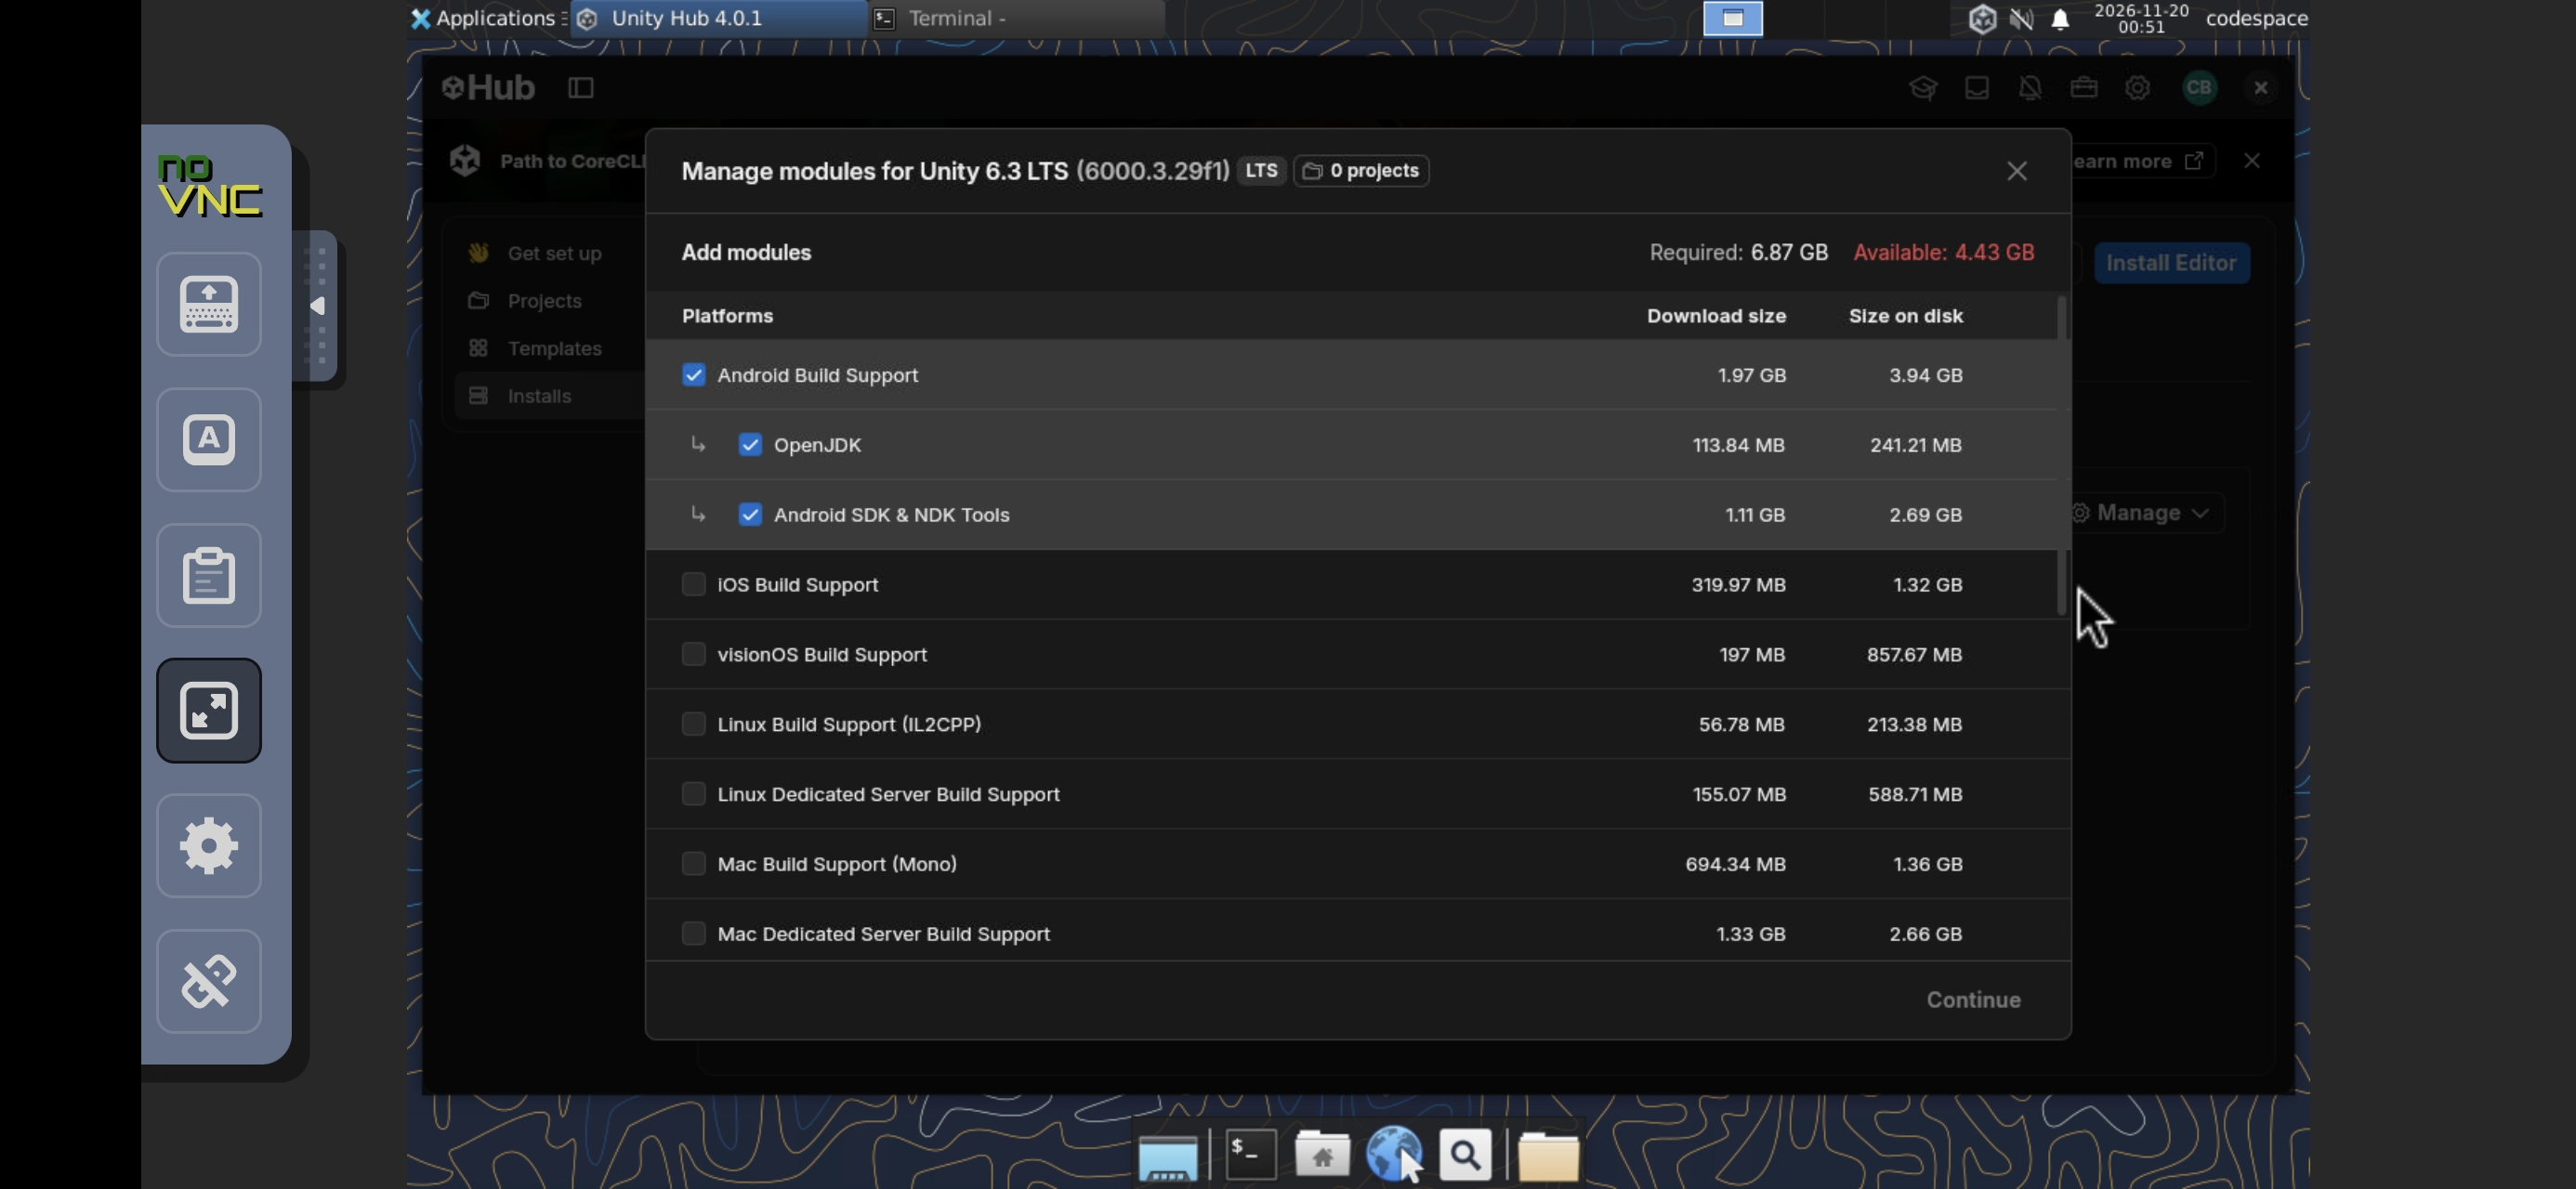 Applications
Unity Hub 4.0.1
Terminal -
2026-11-20
00:51
codespace
no
VNC
A
Hub
CB
Path to CoreCL
earn more
Manage modules for Unity 6.3 LTS (6000.3.29f1) LTS 0 projects
Get set up
Projects
Templates
Installs
Install Editor
Manage
Add modules
Required: 6.87 GB Available: 4.43 GB
Platforms Download size Size on disk
Android Build Support 1.97 GB 3.94 GB
OpenJDK 113.84 MB 241.21 MB
Android SDK & NDK Tools 1.11 GB 2.69 GB
iOS Build Support 319.97 MB 1.32 GB
visionOS Build Support 197 MB 857.67 MB
Linux Build Support (IL2CPP) 56.78 MB 213.38 MB
Linux Dedicated Server Build Support 155.07 MB 588.71 MB
Mac Build Support (Mono) 694.34 MB 1.36 GB
Mac Dedicated Server Build Support 1.33 GB 2.66 GB
Continue
$_